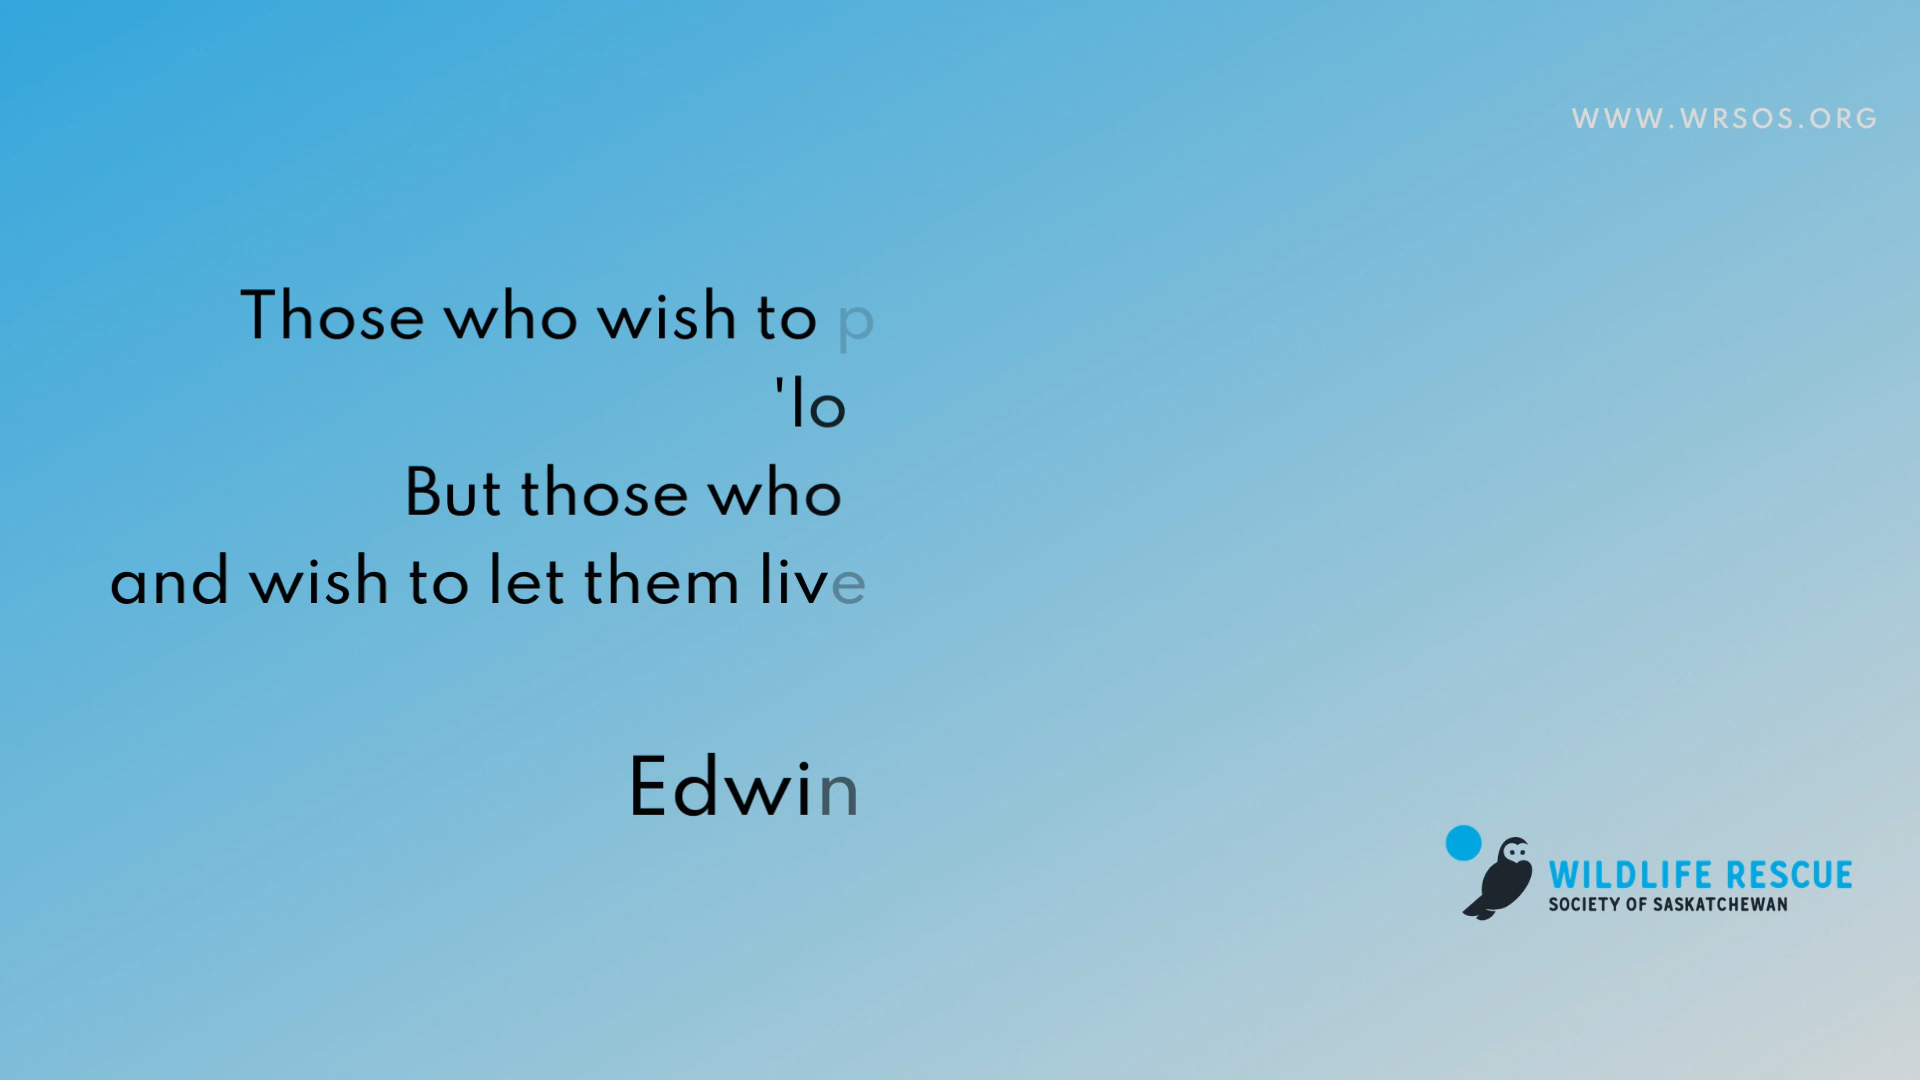 WWW.WRSOS.ORG
Those who wish to p
'lo
But those who
and wish to let them live
Edwin
WILDLIFE RESCUE
SOCIETY OF SASKATCHEWAN